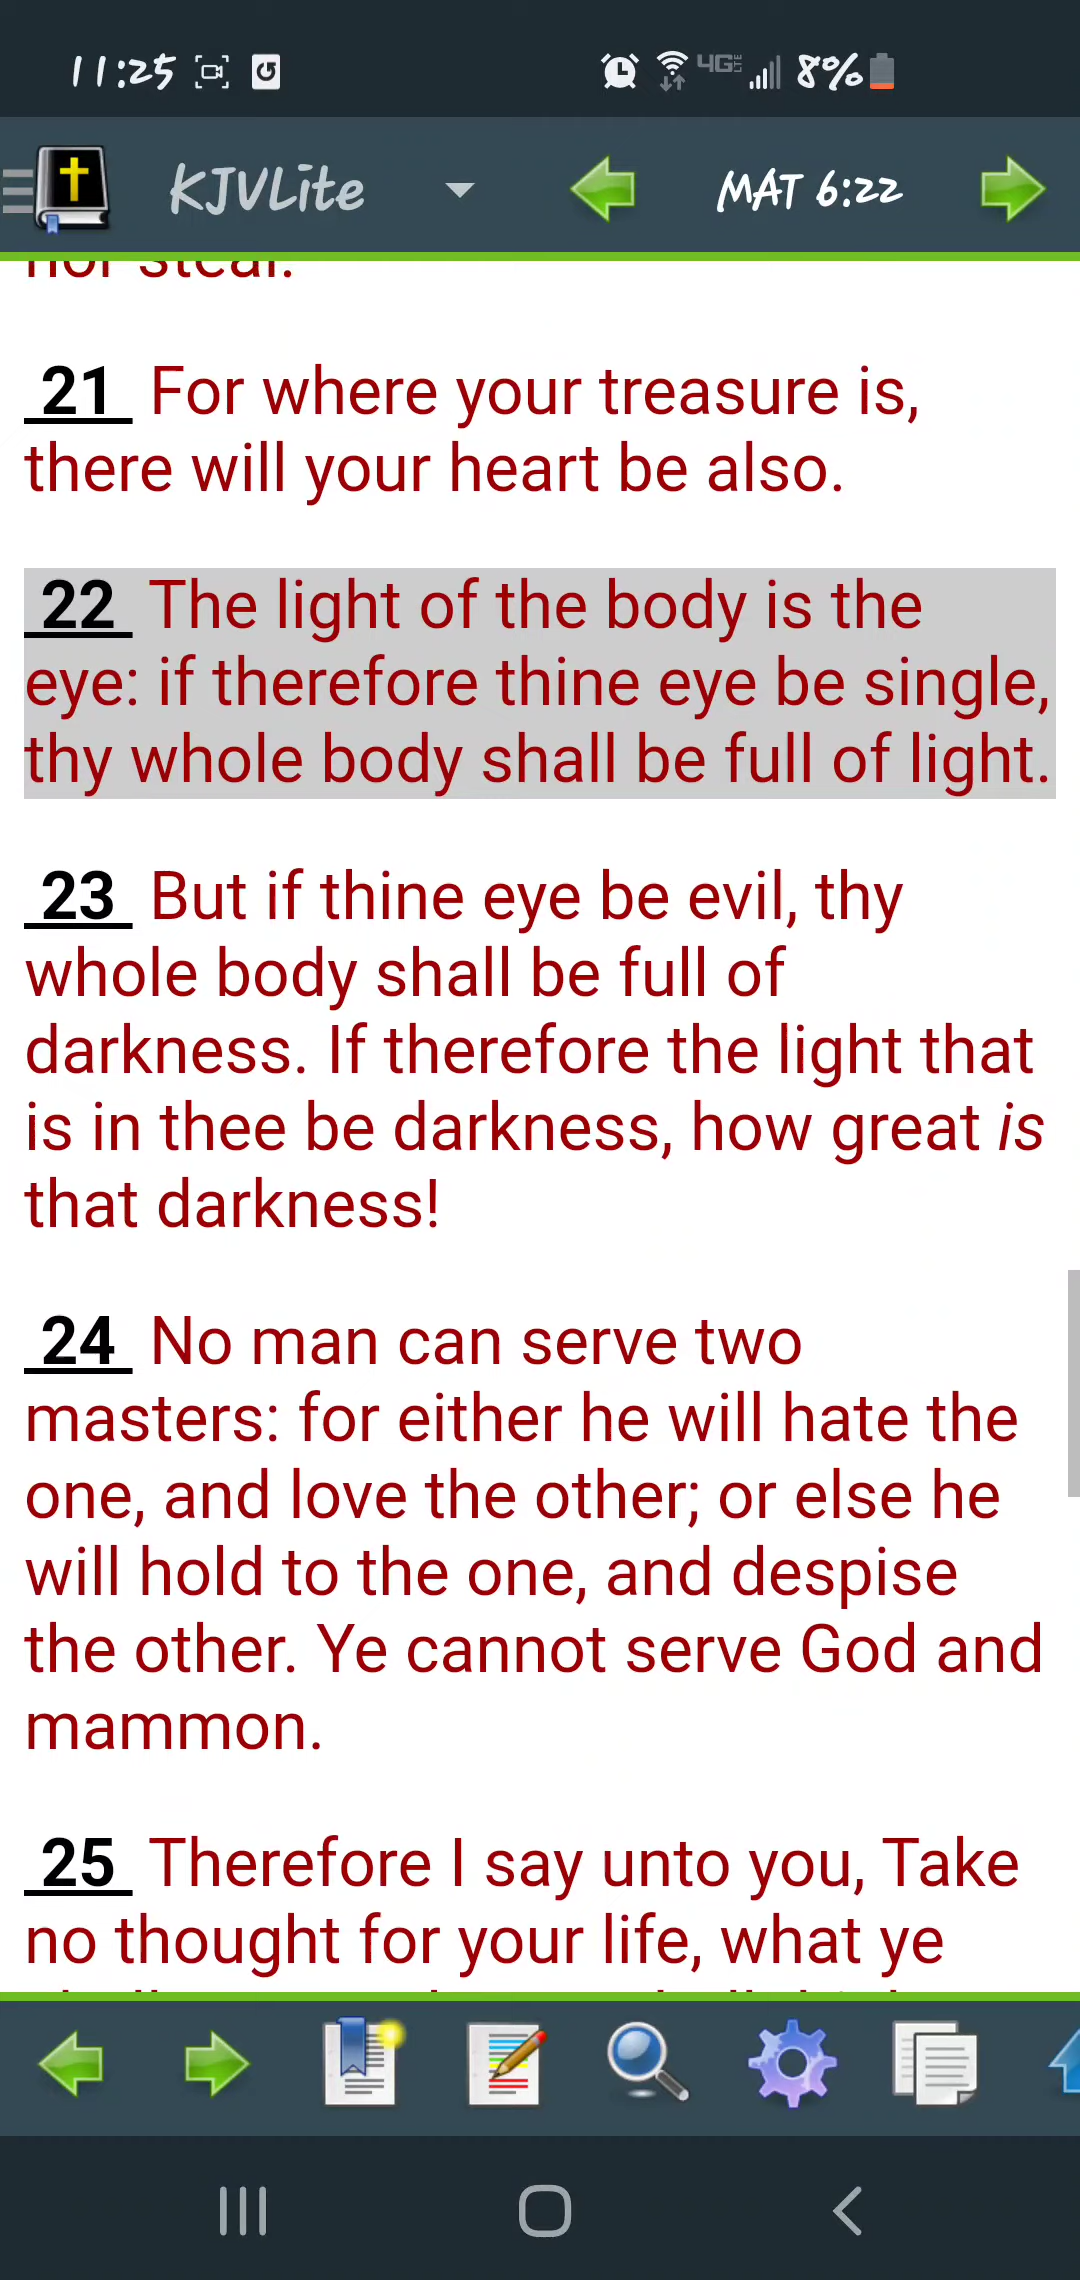 11:25 4G LTE 8%
KJVLite MAT 6:22
nor steal.
21 For where your treasure is,
there will your heart be also.
22 The light of the body is the
eye: if therefore thine eye be single,
thy whole body shall be full of light.
23 But if thine eye be evil, thy
whole body shall be full of
darkness. If therefore the light that
is in thee be darkness, how great is
that darkness!
24 No man can serve two
masters: for either he will hate the
one, and love the other; or else he
will hold to the one, and despise
the other. Ye cannot serve God and
mammon.
25 Therefore I say unto you, Take
no thought for your life, what ye